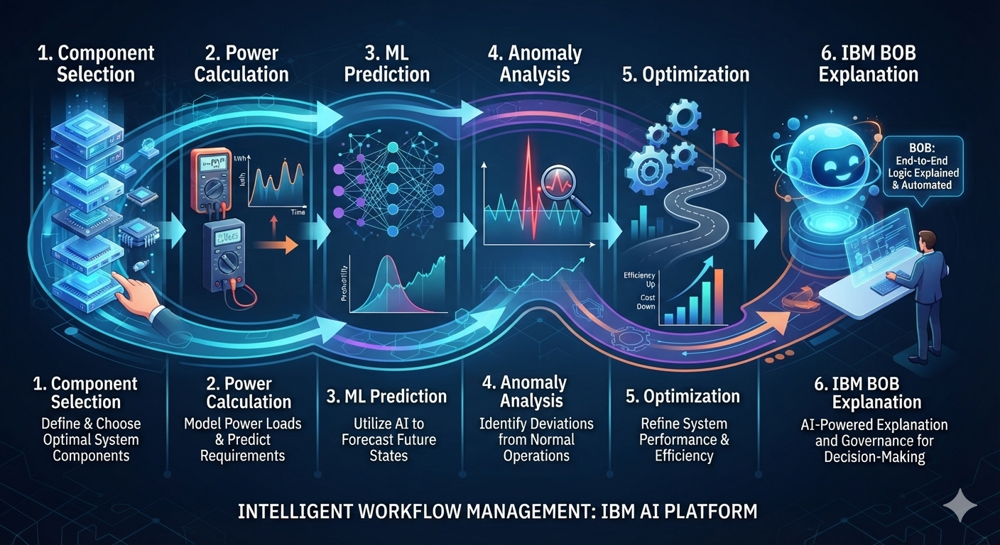 1. Component
Selection
2. Power
Calculation
3. ML
Prediction
4. Anomaly
Analysis
5. Optimization
6. IBM BOB
Explanation
Time
BOB:
End-to-End
Logic Explained
& Automated
Efficiency
Up
Cost
Down
1. Component
Selection
Define & Choose
Optimal System
Components
2. Power
Calculation
Model Power Loads
& Predict
Requirements
3. ML Prediction
Utilize AI to
Forecast Future
States
4. Anomaly
Analysis
Identify Deviations
from Normal
Operations
5. Optimization
Refine System
Performance &
Efficiency
6. IBM BOB
Explanation
AI-Powered Explanation
and Governance for
Decision-Making
INTELLIGENT WORKFLOW MANAGEMENT: IBM AI PLATFORM